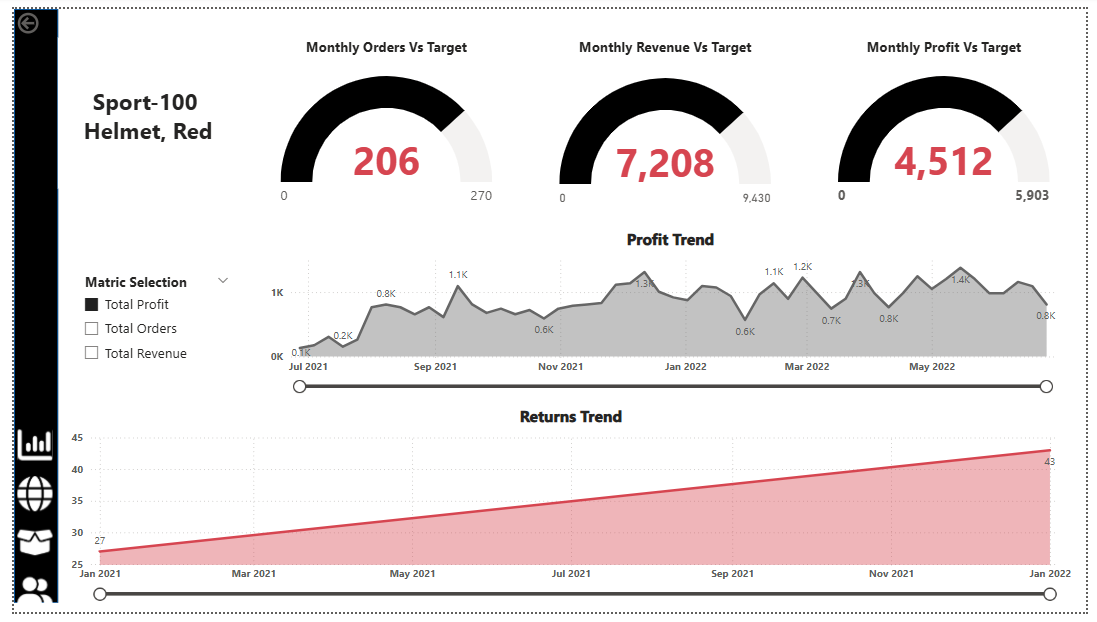 Sport-100
Helmet, Red
Monthly Orders Vs Target
206
0
270
Monthly Revenue Vs Target
7,208
0
9,430
Monthly Profit Vs Target
4,512
0
5,903
Matric Selection
Total Profit
Total Orders
Total Revenue
Profit Trend
1K
0K
0.1K
0.2K
0.8K
1.1K
0.6K
1.3K
0.6K
1.1K
1.2K
0.7K
1.3K
0.8K
1.4K
0.8K
Jul 2021
Sep 2021
Nov 2021
Jan 2022
Mar 2022
May 2022
Returns Trend
45
40
35
30
25
27
43
Jan 2021
Mar 2021
May 2021
Jul 2021
Sep 2021
Nov 2021
Jan 2022